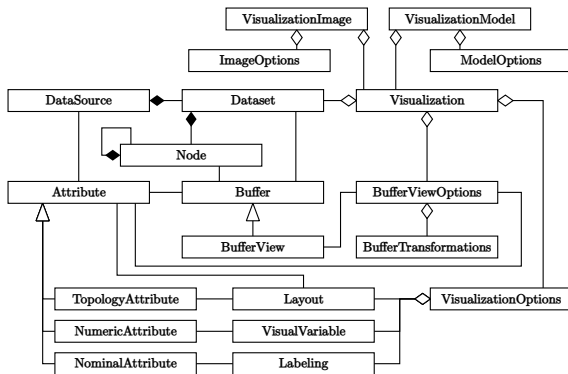 VisualizationImage
VisualizationModel
ImageOptions
ModelOptions
DataSource
Dataset
Visualization
Node
Attribute
Buffer
BufferViewOptions
BufferView
BufferTransformations
TopologyAttribute
Layout
VisualizationOptions
NumericAttribute
VisualVariable
NominalAttribute
Labeling